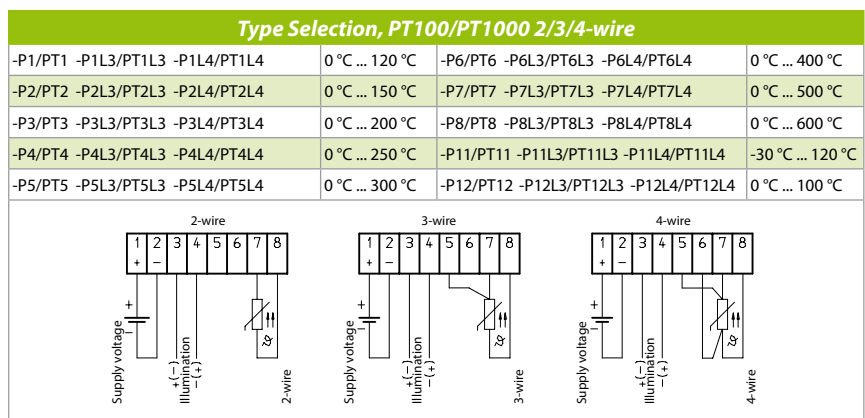 Type Selection, PT100/PT1000 2/3/4-wire
-P1/PT1 -P1L3/PT1L3 -P1L4/PT1L4 0 °C ... 120 °C -P6/PT6 -P6L3/PT6L3 -P6L4/PT6L4 0 °C ... 400 °C
-P2/PT2 -P2L3/PT2L3 -P2L4/PT2L4 0 °C ... 150 °C -P7/PT7 -P7L3/PT7L3 -P7L4/PT7L4 0 °C ... 500 °C
-P3/PT3 -P3L3/PT3L3 -P3L4/PT3L4 0 °C ... 200 °C -P8/PT8 -P8L3/PT8L3 -P8L4/PT8L4 0 °C ... 600 °C
-P4/PT4 -P4L3/PT4L3 -P4L4/PT4L4 0 °C ... 250 °C -P11/PT11 -P11L3/PT11L3 -P11L4/PT11L4 -30 °C ... 120 °C
-P5/PT5 -P5L3/PT5L3 -P5L4/PT5L4 0 °C ... 300 °C -P12/PT12 -P12L3/PT12L3 -P12L4/PT12L4 0 °C ... 100 °C
2-wire
1 2 3 4 5 6 7 8
+ −
+
−
Supply voltage
+(−)
Illumination
−(+)
ϑ
2-wire
3-wire
1 2 3 4 5 6 7 8
+ −
+
−
Supply voltage
+(−)
Illumination
−(+)
ϑ
3-wire
4-wire
1 2 3 4 5 6 7 8
+ −
+
−
Supply voltage
+(−)
Illumination
−(+)
ϑ
4-wire